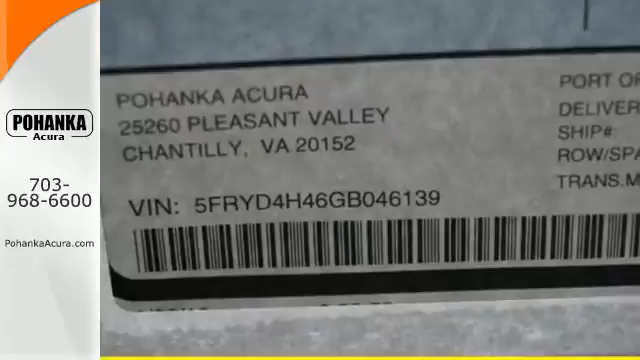 POHANKA
Acura
703-
968-6600
PohankaAcura.com
POHANKA ACURA
25260 PLEASANT VALLEY
CHANTILLY, VA 20152
VIN: 5FRYD4H46GB046139
PORT OF
DELIVER
SHIP#:
ROW/SPA
TRANS.M